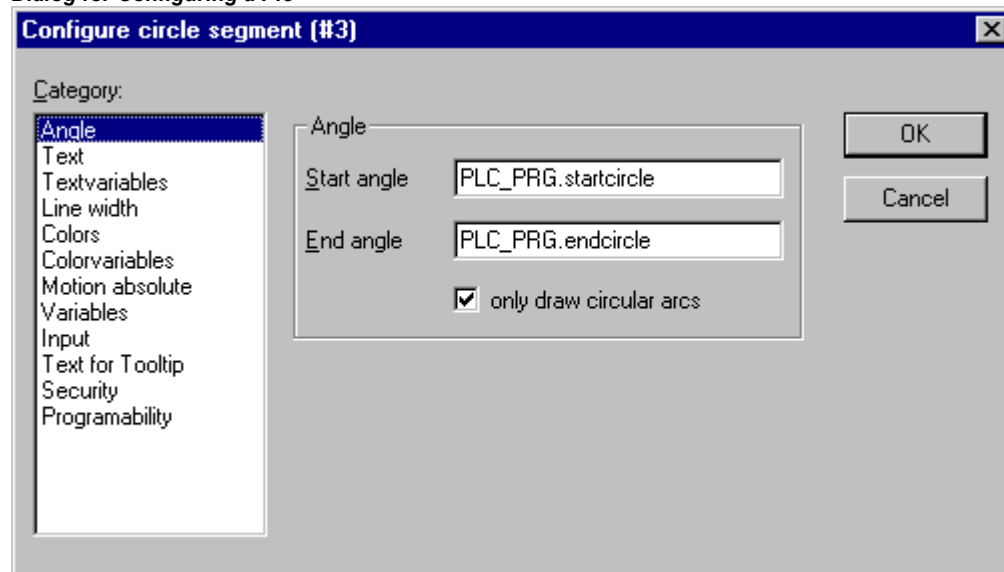 Configure circle segment (#3)
Category:
Angle
Text
Textvariables
Line width
Colors
Colorvariables
Motion absolute
Variables
Input
Text for Tooltip
Security
Programability
Angle
Start angle PLC_PRG.startcircle
End angle PLC_PRG.endcircle
only draw circular arcs
OK
Cancel